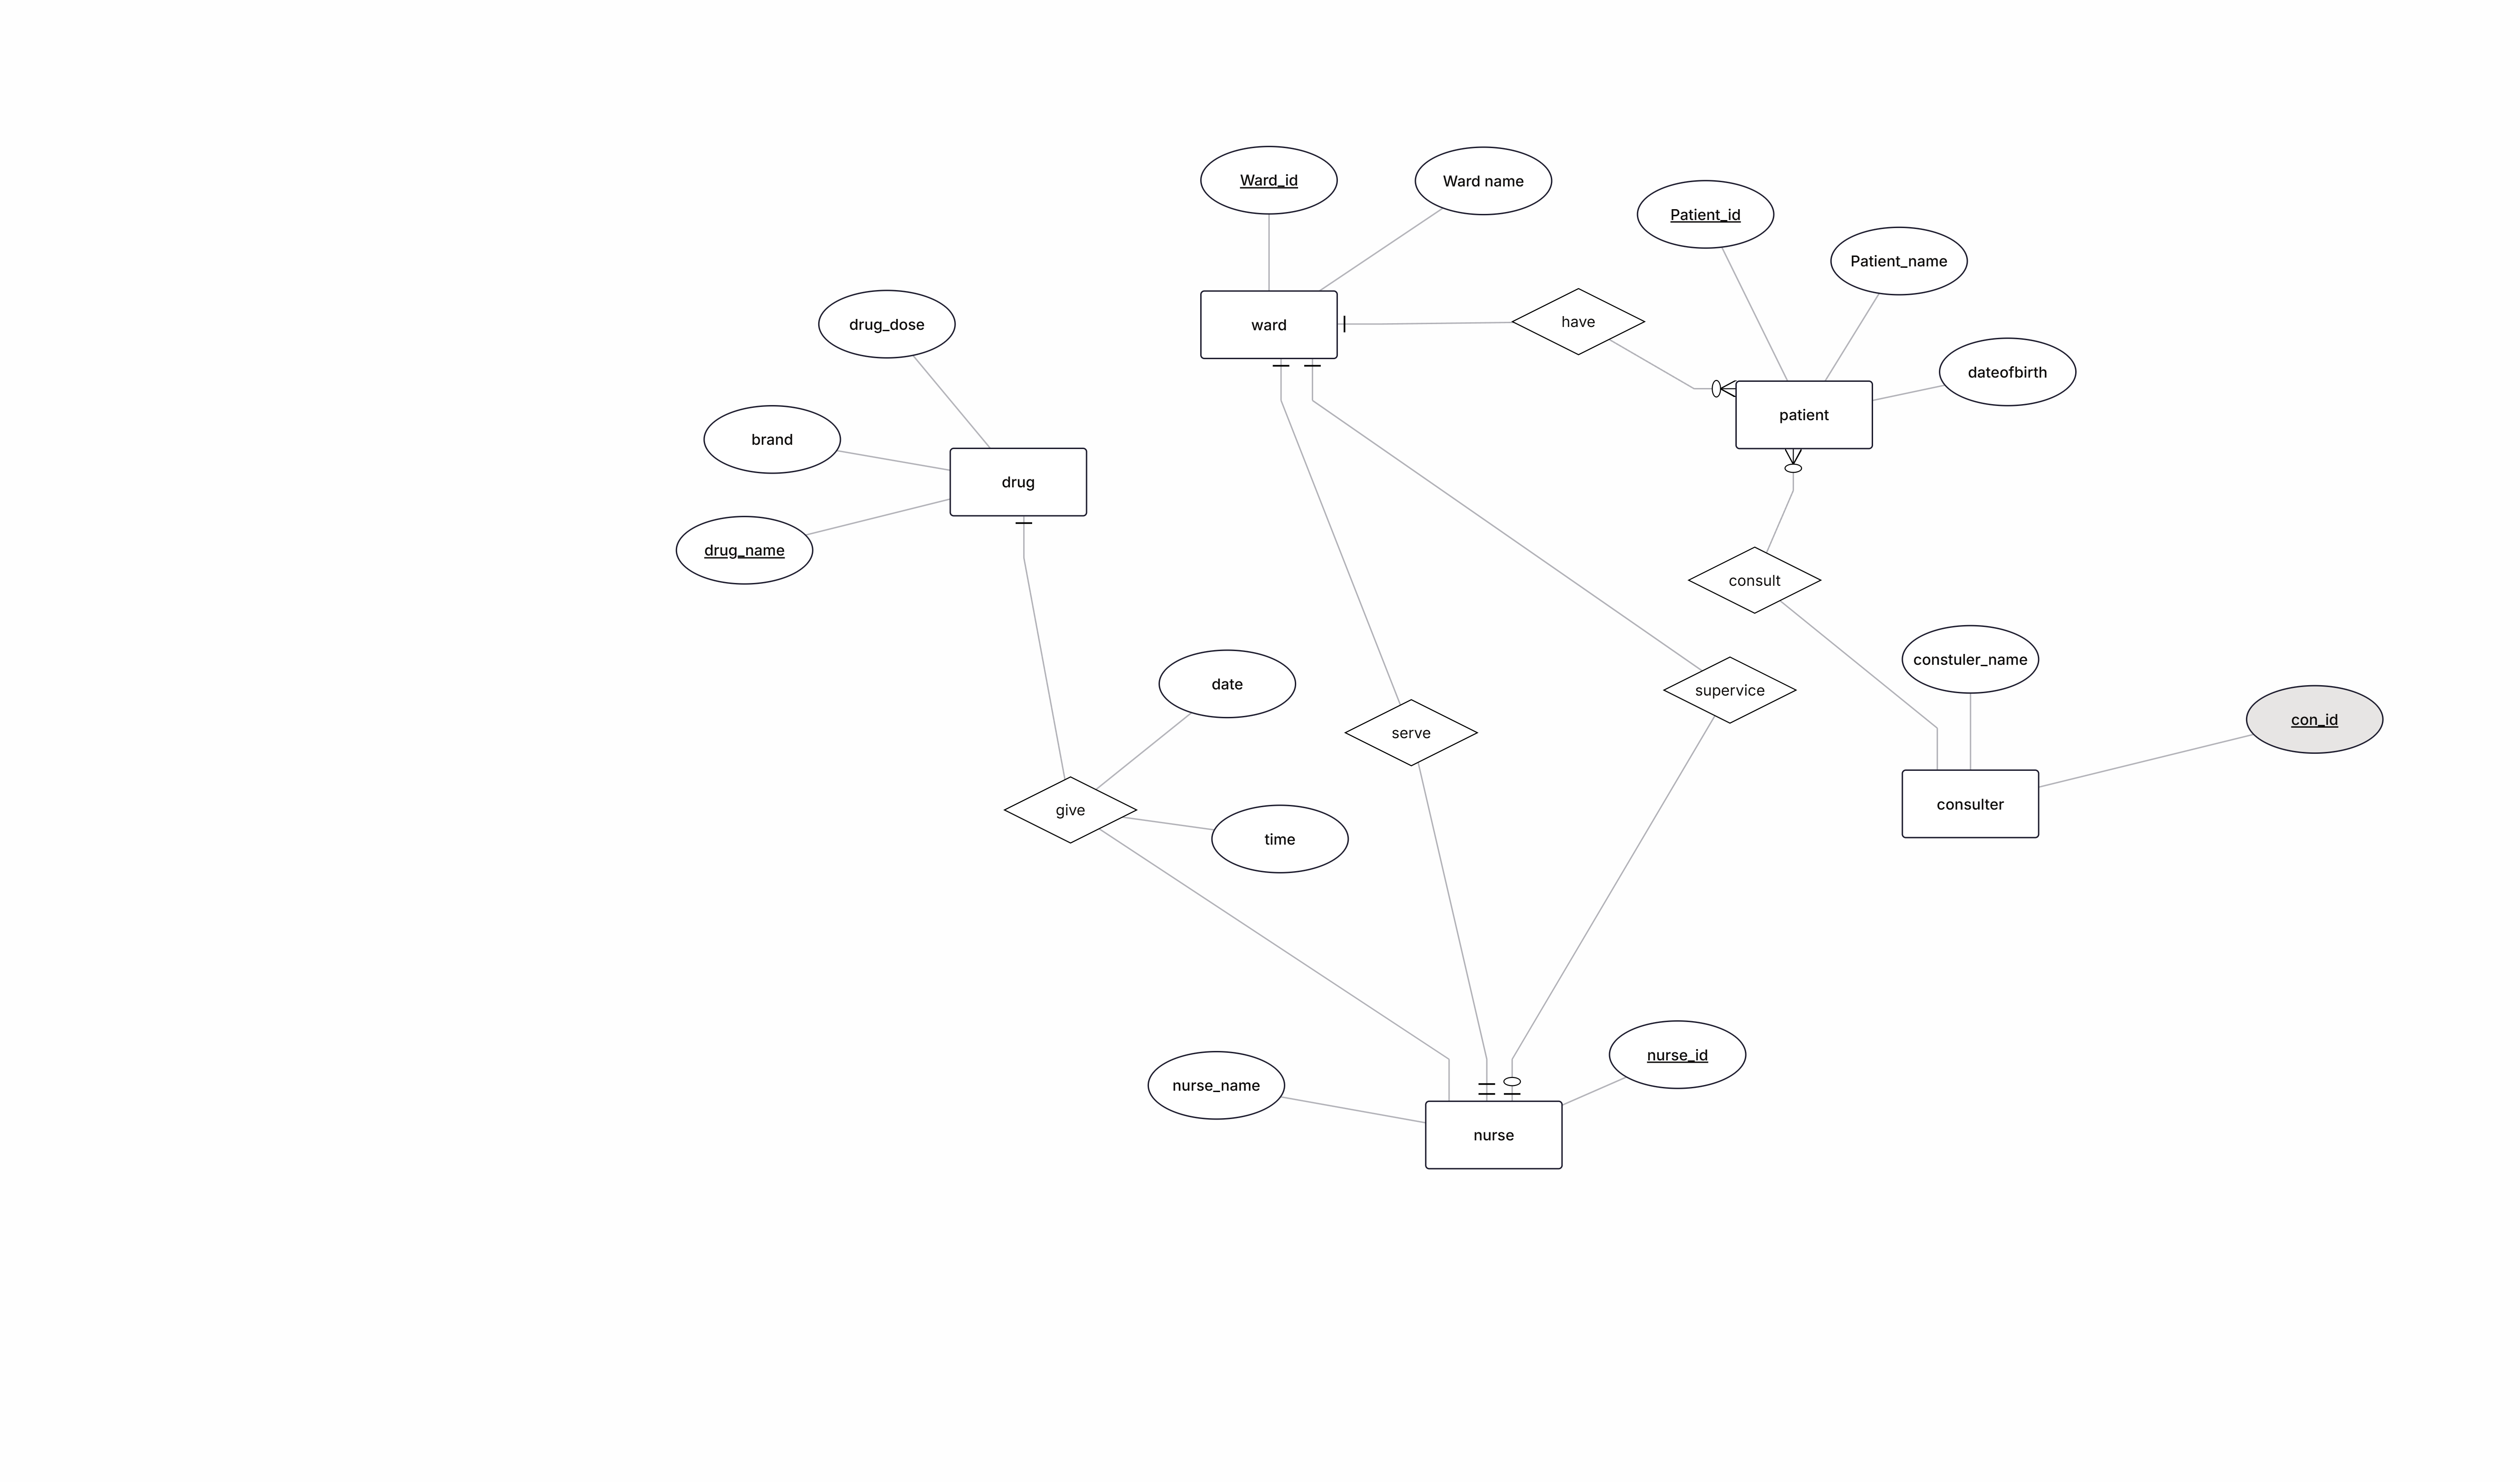 Ward_id
Ward name
Patient_id
Patient_name
drug_dose
ward
have
dateofbirth
brand
patient
drug
drug_name
consult
constuler_name
date
supervice
con_id
serve
consulter
give
time
nurse_id
nurse_name
nurse